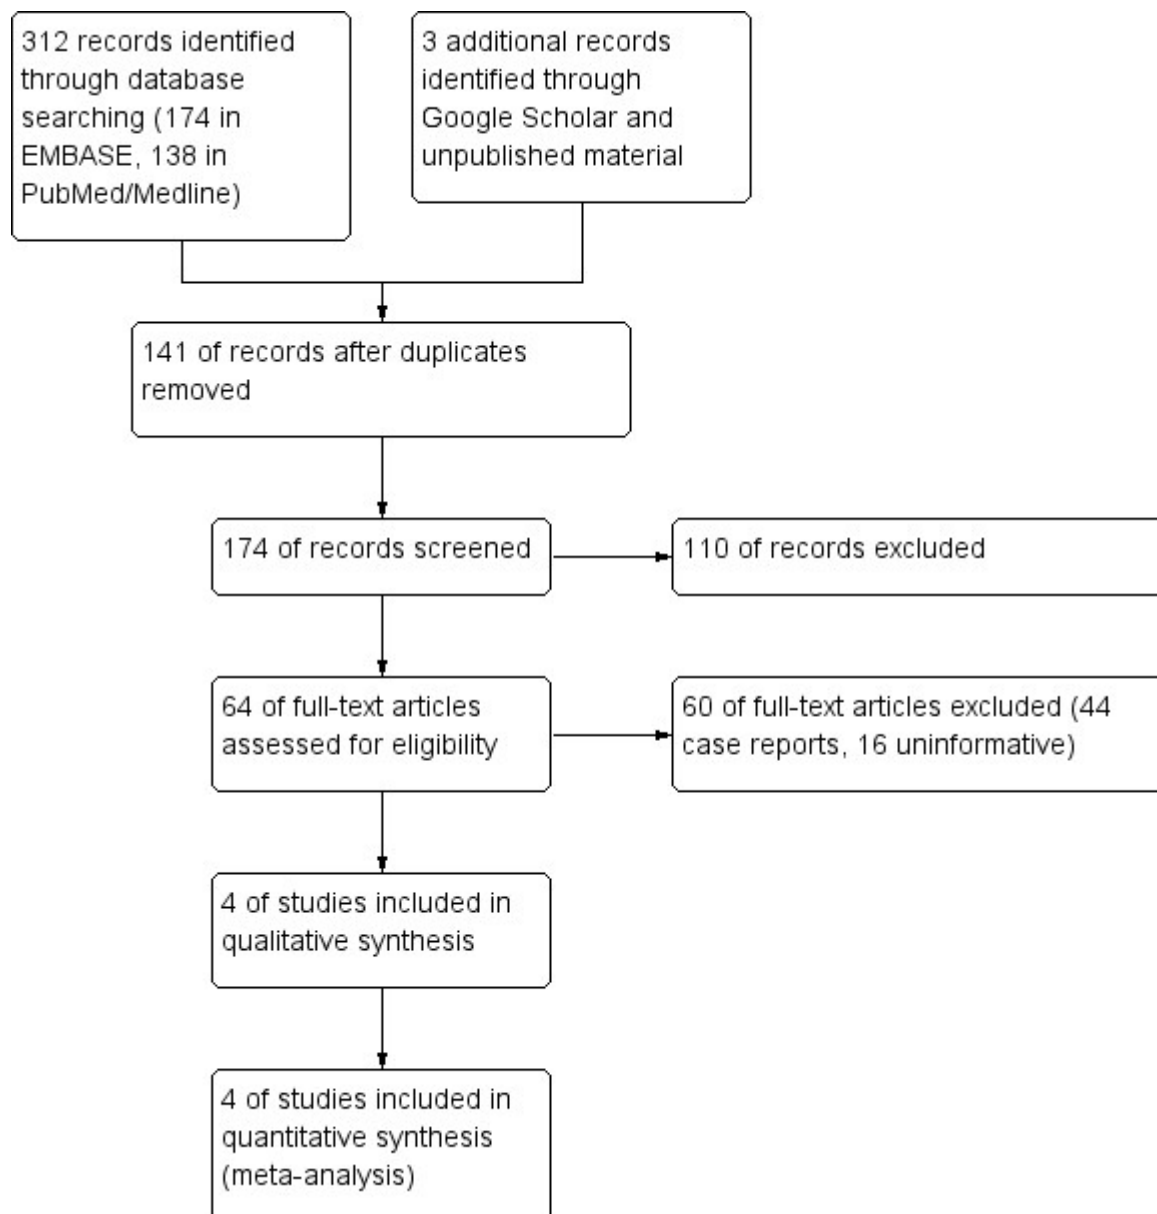 312 records identified
through database
searching (174 in
EMBASE, 138 in
PubMed/Medline)
3 additional records
identified through
Google Scholar and
unpublished material
141 of records after duplicates
removed
174 of records screened
110 of records excluded
64 of full-text articles
assessed for eligibility
60 of full-text articles excluded (44
case reports, 16 uninformative)
4 of studies included in
qualitative synthesis
4 of studies included in
quantitative synthesis
(meta-analysis)